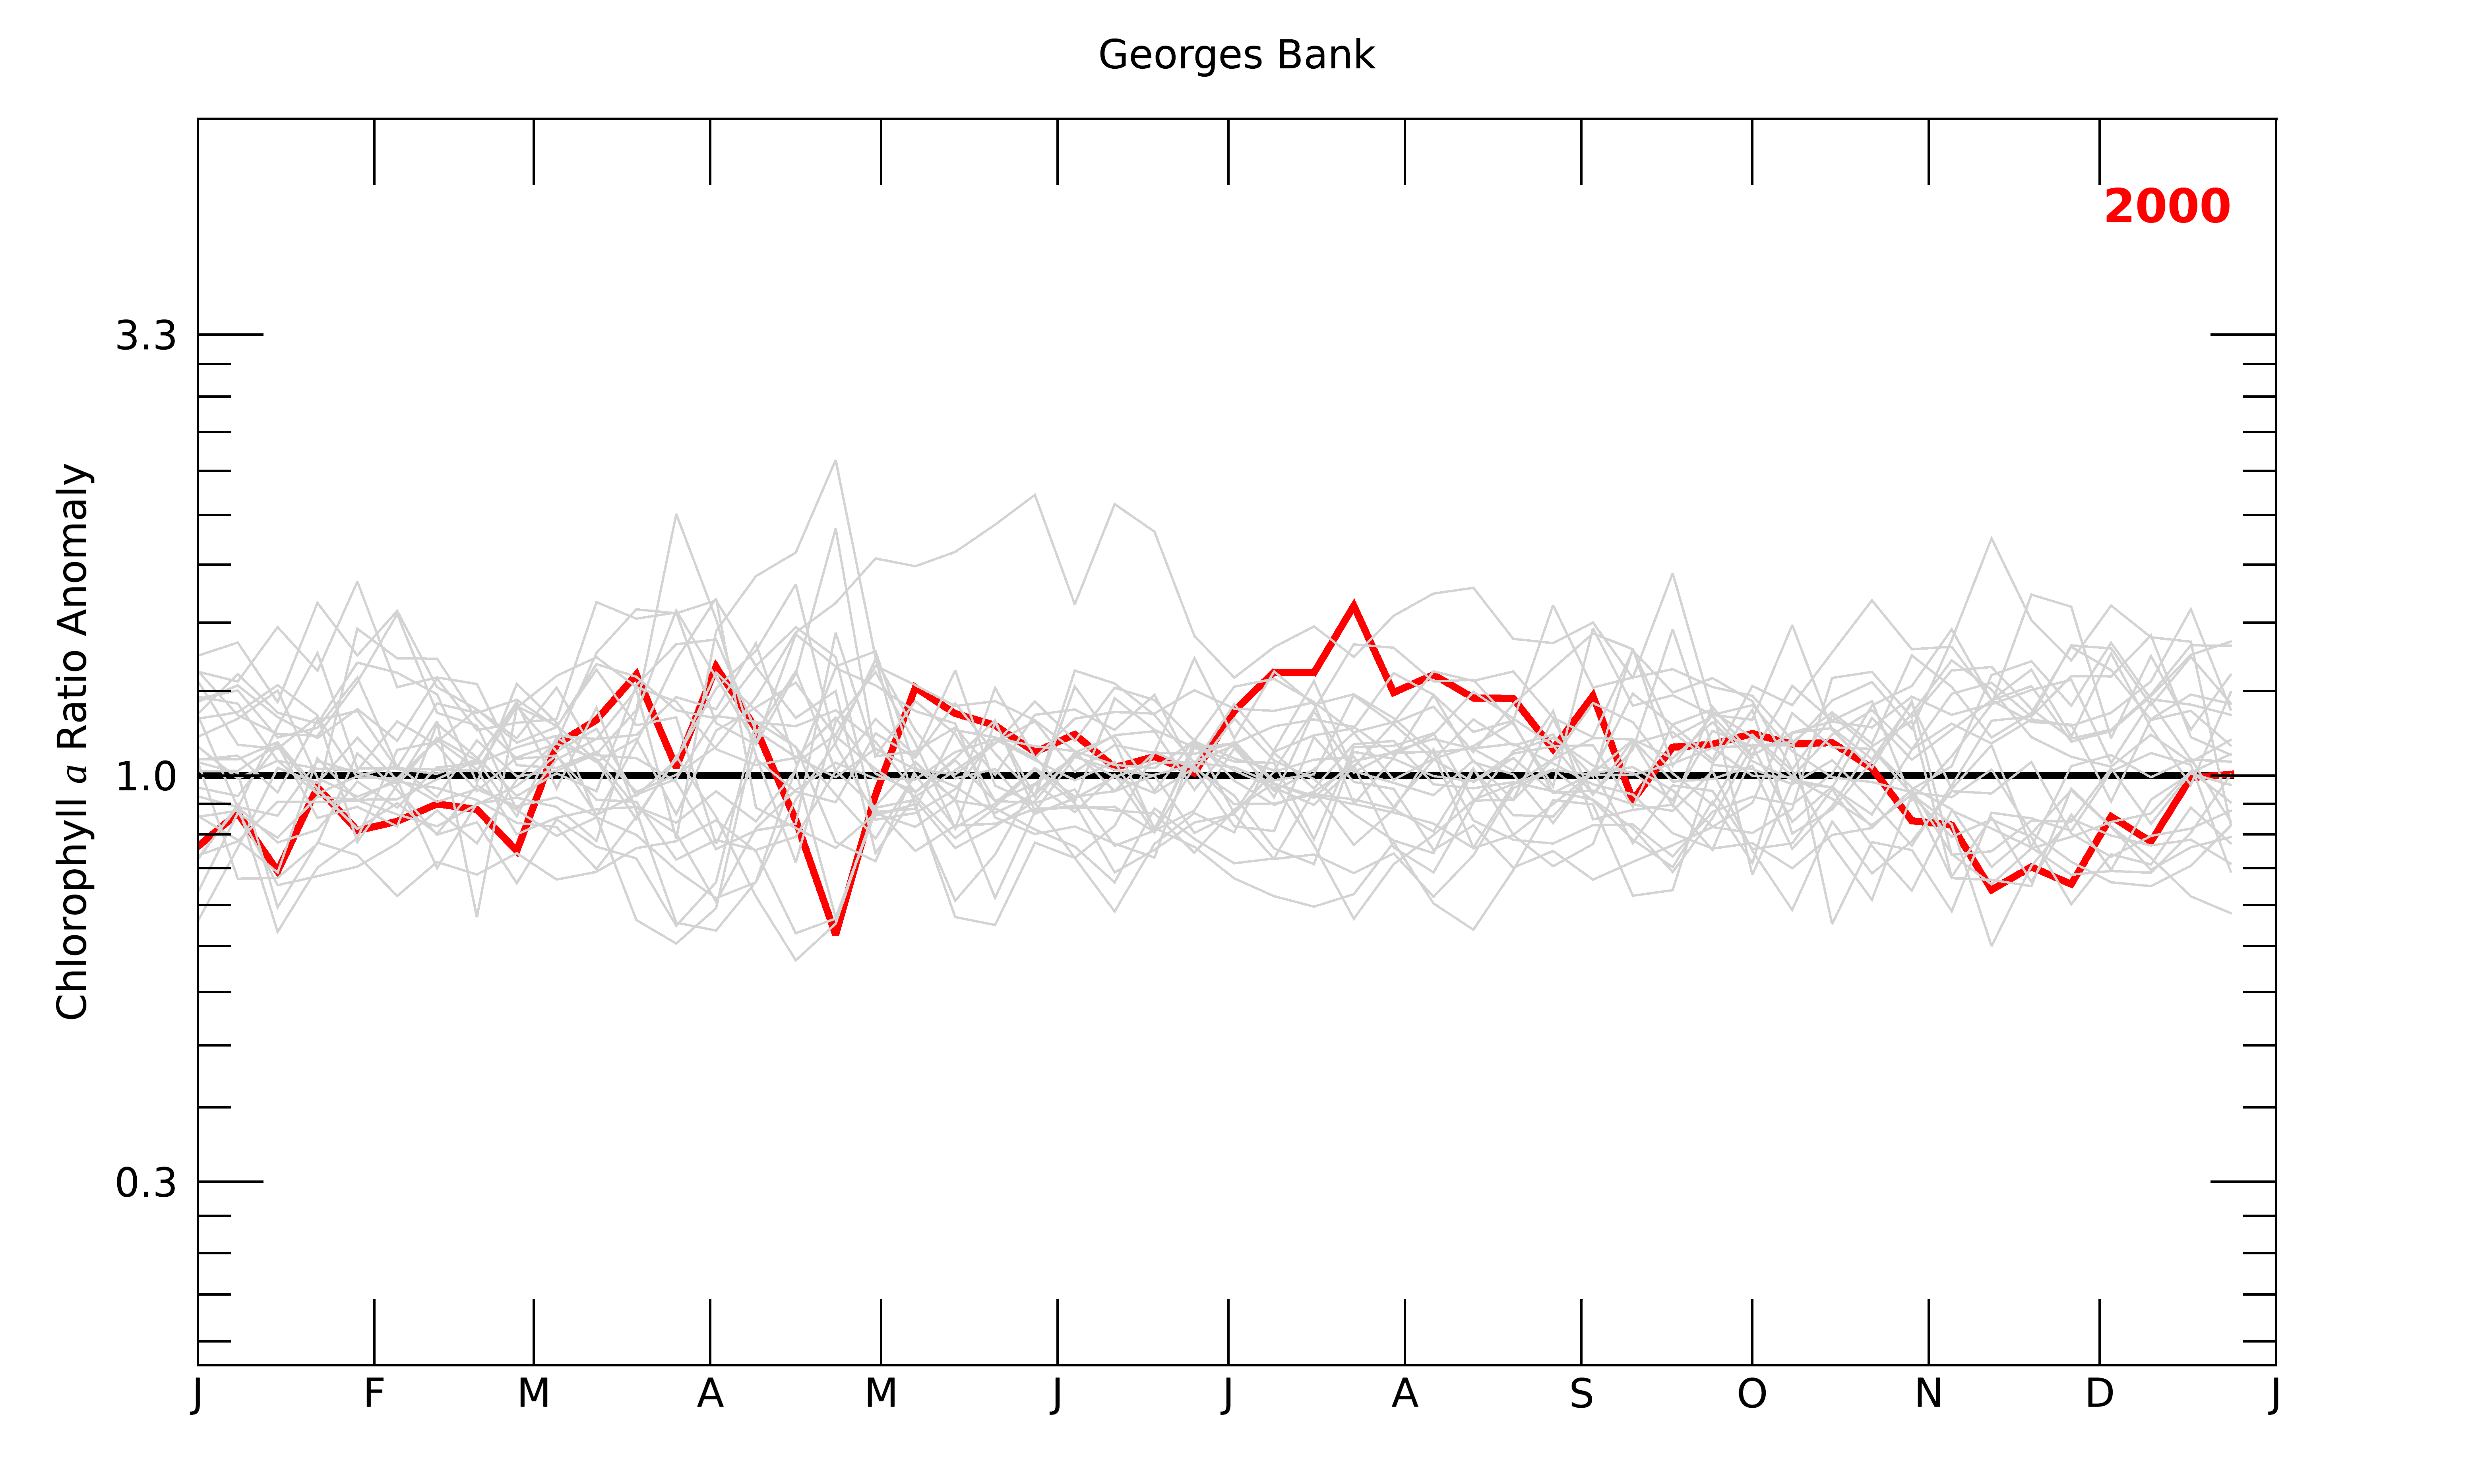 Georges Bank
2000
3.3
1.0
0.3
Chlorophyll a Ratio Anomaly
J F M A M J J A S O N D J